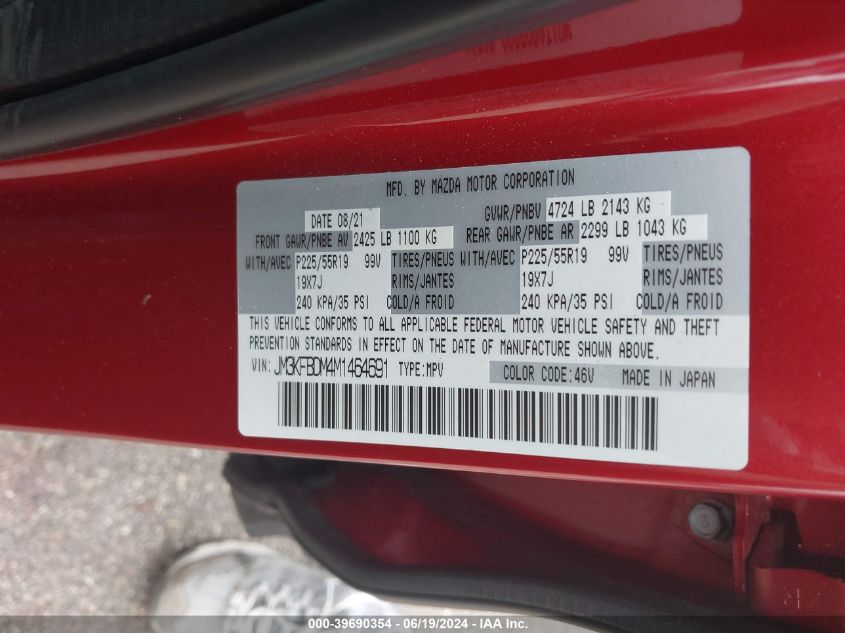 MFD. BY MAZDA MOTOR CORPORATION
DATE 08/21 GVWR/PNBV 4724 LB 2143 KG
FRONT GAWR/PNBE AV 2425 LB 1100 KG REAR GAWR/PNBE AR 2299 LB 1043 KG
WITH/AVEC P225/55R19 99V TIRES/PNEUS WITH/AVEC P225/55R19 99V TIRES/PNEUS
19X7J RIMS/JANTES 19X7J RIMS/JANTES
240 KPA/35 PSI COLD/A FROID 240 KPA/35 PSI COLD/A FROID
THIS VEHICLE CONFORMS TO ALL APPLICABLE FEDERAL MOTOR VEHICLE SAFETY AND THEFT
PREVENTION STANDARDS IN EFFECT ON THE DATE OF MANUFACTURE SHOWN ABOVE.
VIN: JM3KFBDM4M1464691 TYPE:MPV COLOR CODE:46V MADE IN JAPAN
000-39690354 - 06/19/2024 - IAA Inc.